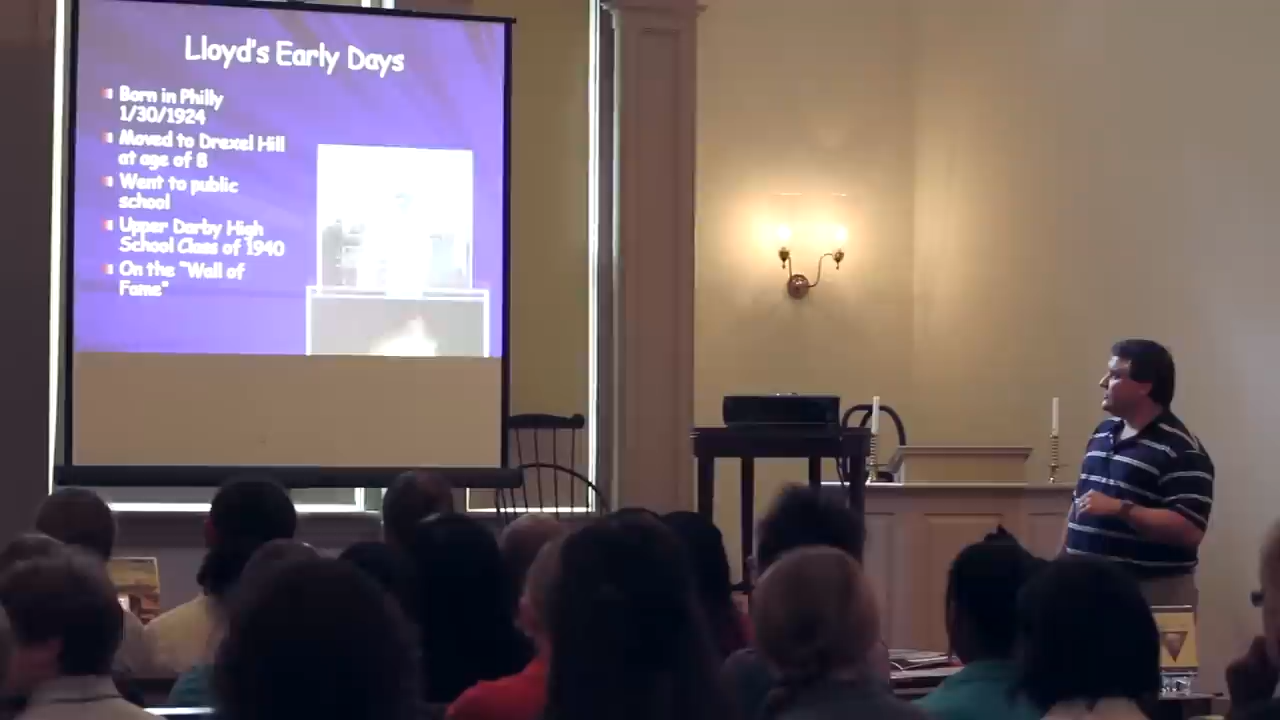 Lloyd's Early Days
Born in Philly
1/30/1924
Moved to Drexel Hill
at age of 8
Went to public
school
Upper Darby High
School Class of 1940
On the "Wall of
Fame"